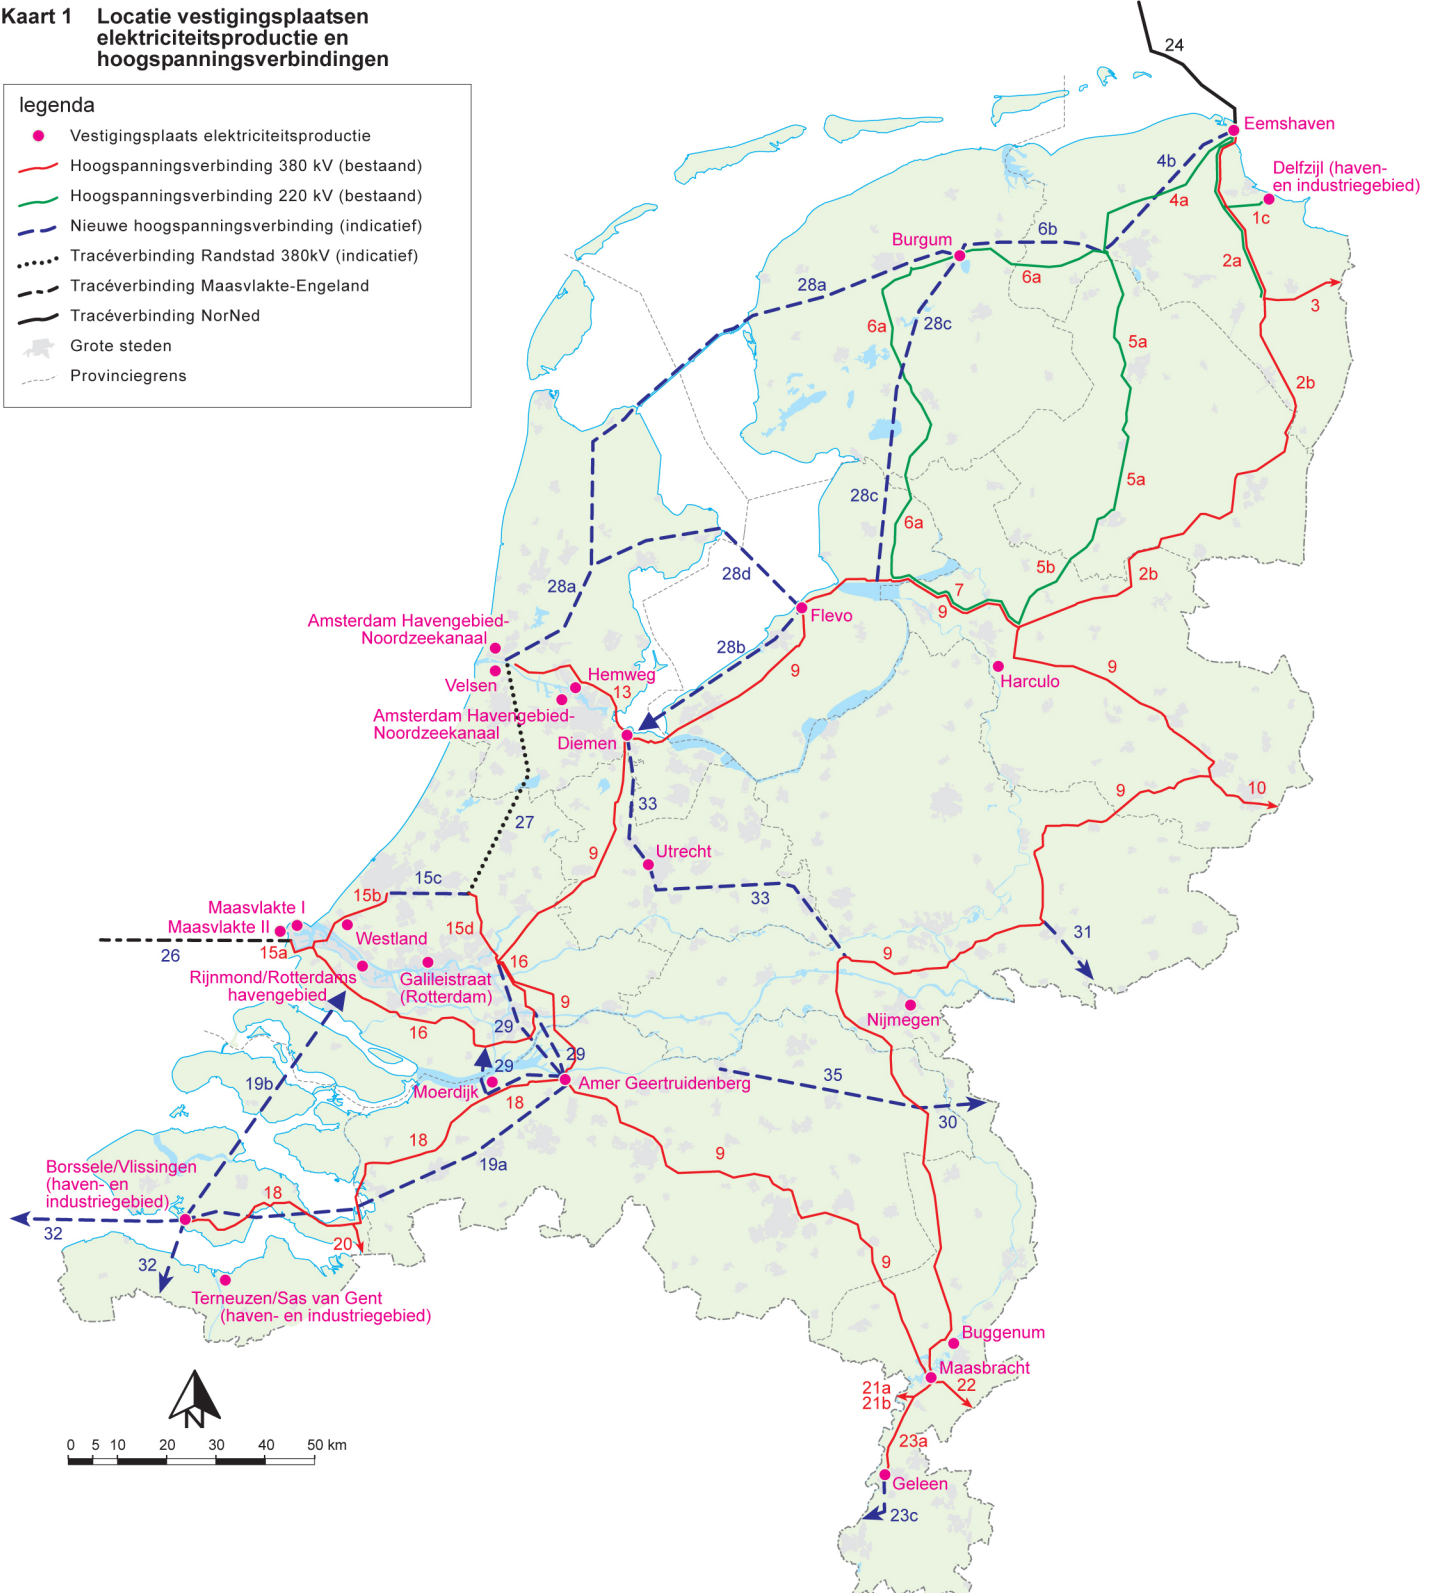 Kaart 1 Locatie vestigingsplaatsen
elektriciteitsproductie en
hoogspanningsverbindingen
legenda
Vestigingsplaats elektriciteitsproductie
Hoogspanningsverbinding 380 kV (bestaand)
Hoogspanningsverbinding 220 kV (bestaand)
Nieuwe hoogspanningsverbinding (indicatief)
Tracéverbinding Randstad 380kV (indicatief)
Tracéverbinding Maasvlakte-Engeland
Tracéverbinding NorNed
Grote steden
Provinciegrens
24
Eemshaven
4b
Delfzijl (haven-
en industriegebied)
4a
1c
6b
Burgum
2a
6a
28a
3
6a
28c
5a
2b
5a
28c
6a
5b
2b
28d
7
9
28a
Flevo
Amsterdam Havengebied-
Noordzeekanaal
28b
9
9
Velsen
Hemweg
13
Harculo
Amsterdam Havengebied-
Noordzeekanaal
Diemen
10
9
33
27
9
Utrecht
15c
33
15b
Maasvlakte I
Maasvlakte II
15d
31
Westland
26
15a
16
9
Rijnmond/Rotterdams
havengebied
Galileistraat
(Rotterdam)
9
Nijmegen
16
29
29
29
35
19b
Moerdijk
Amer Geertruidenberg
18
30
18
9
19a
Borssele/Vlissingen
(haven- en
industriegebied)
18
32
20
32
9
Terneuzen/Sas van Gent
(haven- en industriegebied)
Buggenum
Maasbracht
21a
21b
22
N
23a
0 5 10 20 30 40 50 km
Geleen
23c